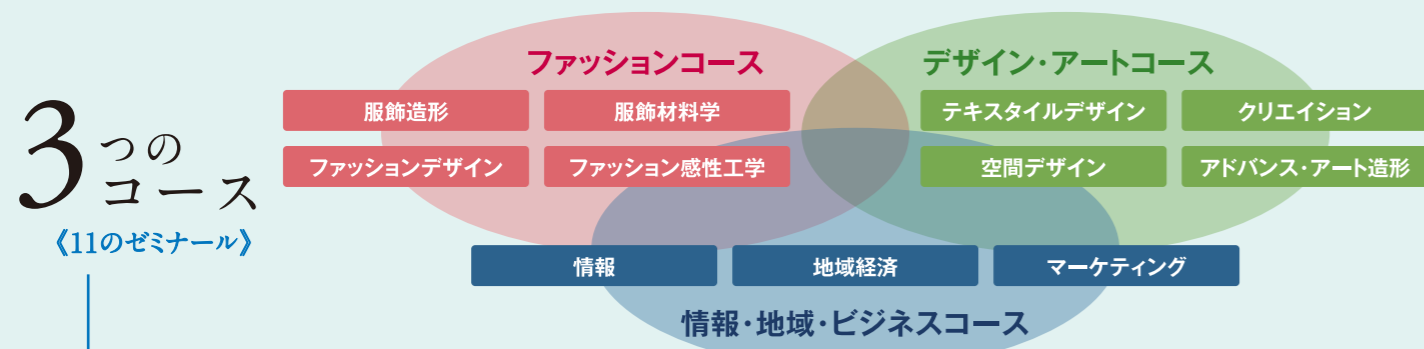 3つの
コース
《11のゼミナール》
ファッションコース
服飾造形
服飾材料学
ファッションデザイン
ファッション感性工学
デザイン・アートコース
テキスタイルデザイン
クリエイション
空間デザイン
アドバンス・アート造形
情報
地域経済
マーケティング
情報・地域・ビジネスコース